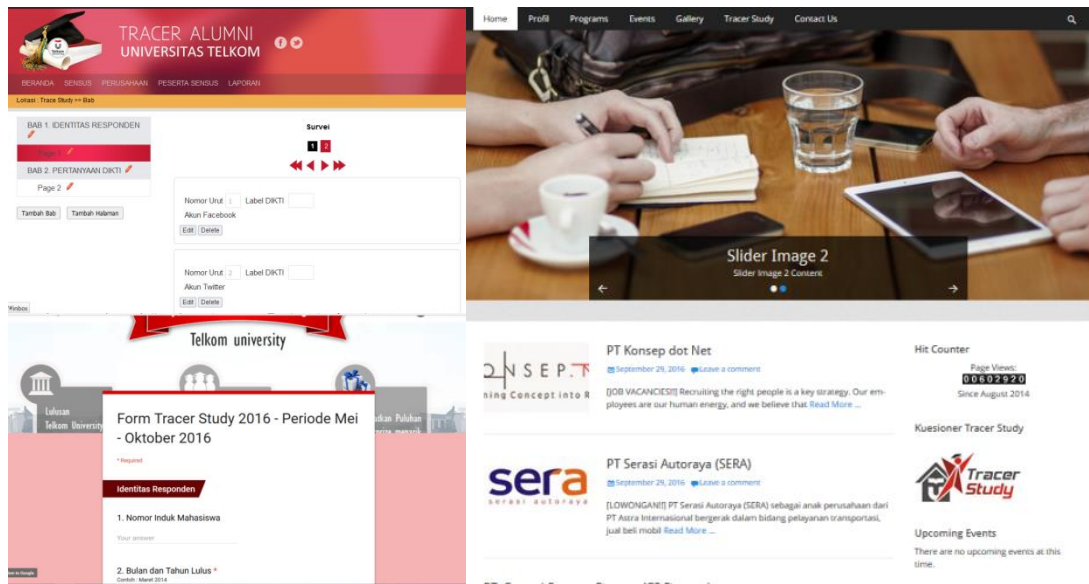 TRACER ALUMNI
UNIVERSITAS TELKOM
BERANDA SENSUS PERUSAHAAN PESERTA SENSUS LAPORAN
Lokasi : Trace Study >> Bab
BAB 1. IDENTITAS RESPONDEN
Page 1
BAB 2. PERTANYAAN DIKTI
Page 2
Tambah Bab Tambah Halaman
Survei
1 2
Nomor Urut 1 Label DIKTI
Akun Facebook
Edit Delete
Nomor Urut 2 Label DIKTI
Akun Twitter
Edit Delete
Home Profil Programs Events Gallery Tracer Study Contact Us
Slider Image 2
Slider Image 2 Content
Telkom university
Lulusan
Telkom University
Form Tracer Study 2016 - Periode Mei
- Oktober 2016
* Required
Identitas Responden
1. Nomor Induk Mahasiswa
Your answer
2. Bulan dan Tahun Lulus *
Contoh : Maret 2014
PT Konsep dot Net
September 29, 2016 Leave a comment
[JOB VACANCIES!!] Recruiting the right people is a key strategy. Our em-
ployees are our human energy, and we believe that Read More ...
sera
serasi autoraya
PT Serasi Autoraya (SERA)
September 29, 2016 Leave a comment
[LOWONGAN!!] PT Serasi Autoraya (SERA) sebagai anak perusahaan dari
PT Astra Internasional bergerak dalam bidang pelayanan transportasi,
jual beli mobil Read More ...
Hit Counter
Page Views:
00602920
Since August 2014
Kuesioner Tracer Study
Tracer
Study
Upcoming Events
There are no upcoming events at this
time.